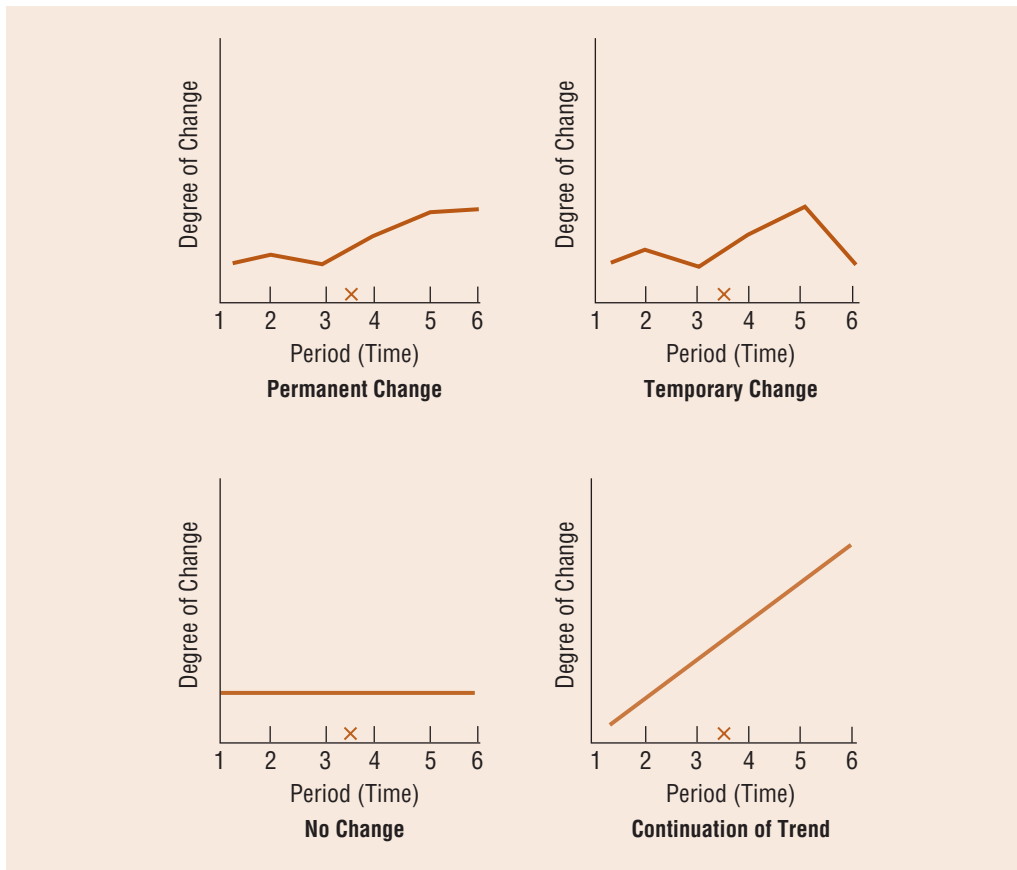 Degree of Change
1 2 3 4 5 6
Period (Time)
Permanent Change
Degree of Change
1 2 3 4 5 6
Period (Time)
Temporary Change
Degree of Change
1 2 3 4 5 6
Period (Time)
No Change
Degree of Change
1 2 3 4 5 6
Period (Time)
Continuation of Trend